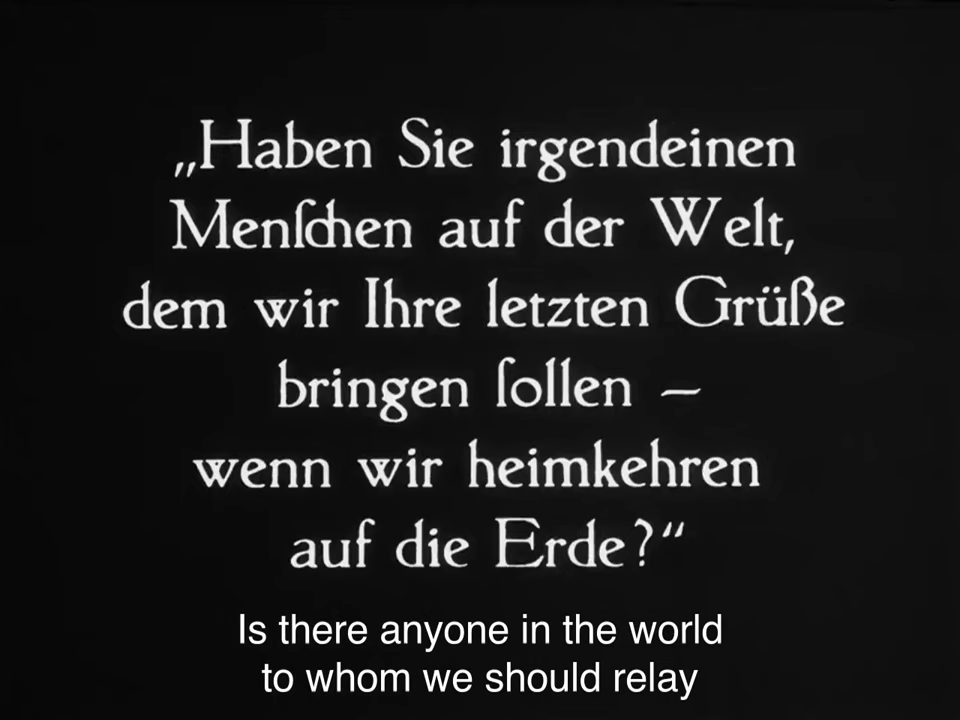 „Haben Sie irgendeinen
Menſchen auf der Welt,
dem wir Ihre letzten Grüße
bringen ſollen –
wenn wir heimkehren
auf die Erde?“
Is there anyone in the world
to whom we should relay